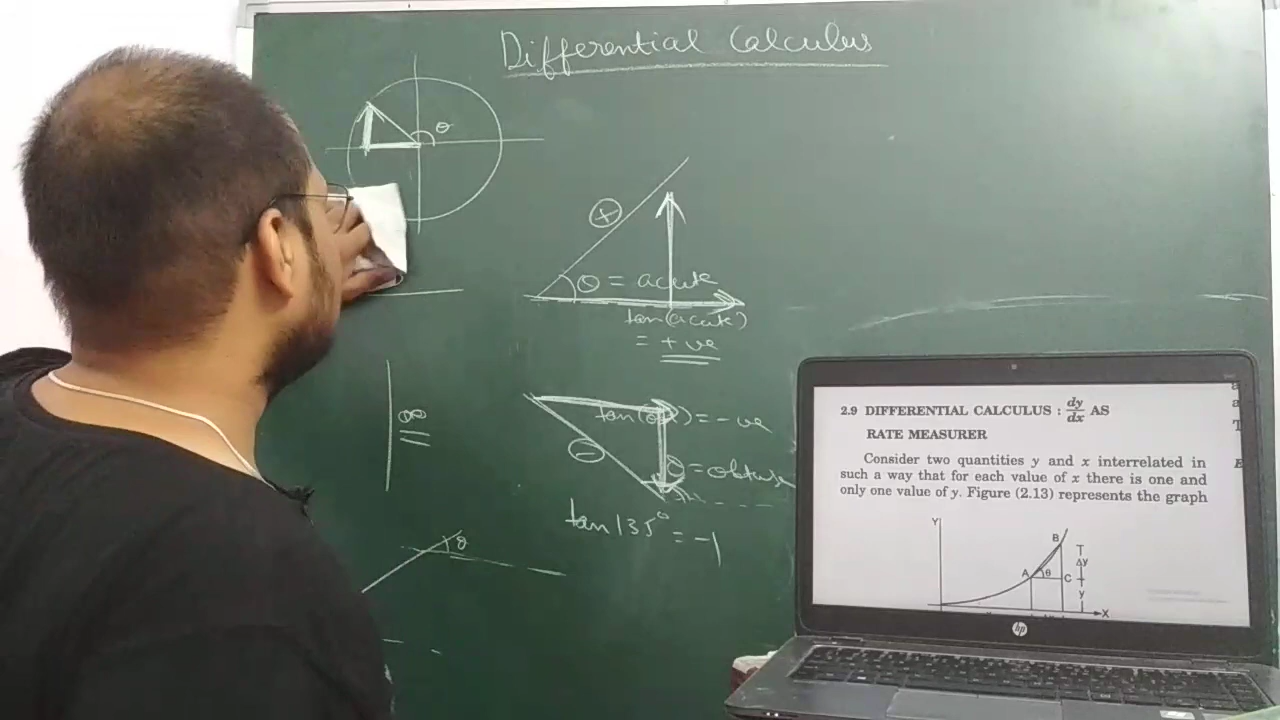 Differential Calculus
θ
+
θ = acute
tan(acute)
= +ve
∞
tan(obt) = -ve
-
θ = obtuse
tan 135° = -1
θ
2.9 DIFFERENTIAL CALCULUS : dy/dx AS
RATE MEASURER
Consider two quantities y and x interrelated in
such a way that for each value of x there is one and
only one value of y. Figure (2.13) represents the graph
Y
B
Δy
A
θ
C
y
X
hp